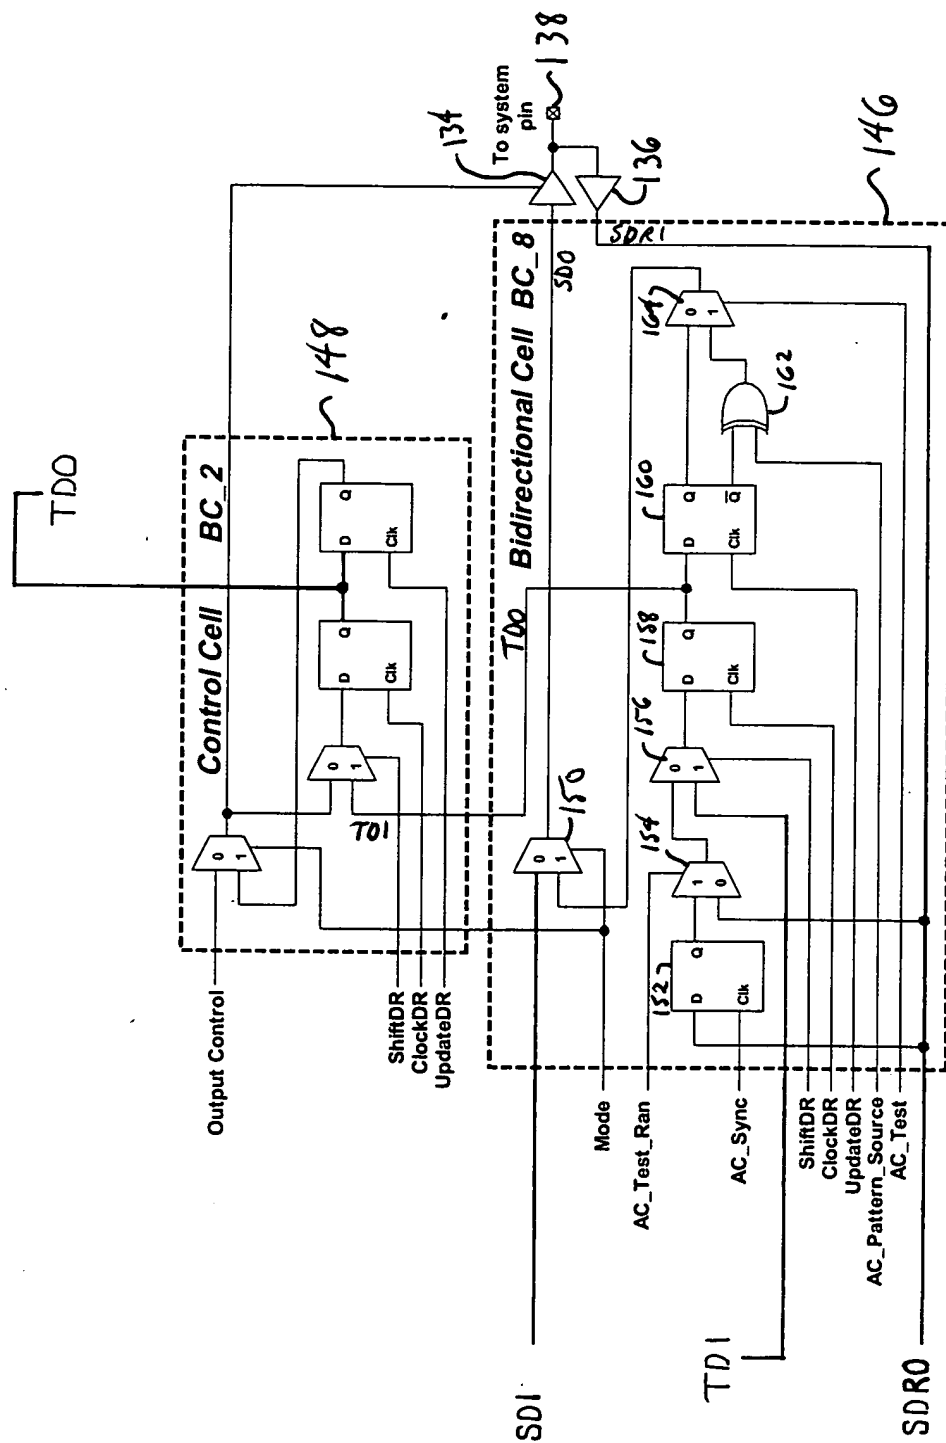 TDO
Control Cell BC_2
148
Output Control
0
1
TDI
0
1
D Q
Clk
D Q
Clk
ShiftDR
ClockDR
UpdateDR
134
To system
pin
138
136
Bidirectional Cell BC_8
SDO
SDR1
146
TDO
150
0
1
SDI
Mode
AC_Test_Ran
AC_Sync
152
D Q
Clk
154
1
0
156
0
1
158
D Q
Clk
160
D Q
Clk Q
162
164
0
1
ShiftDR
ClockDR
UpdateDR
AC_Pattern_Source
AC_Test
TDI
SDRO